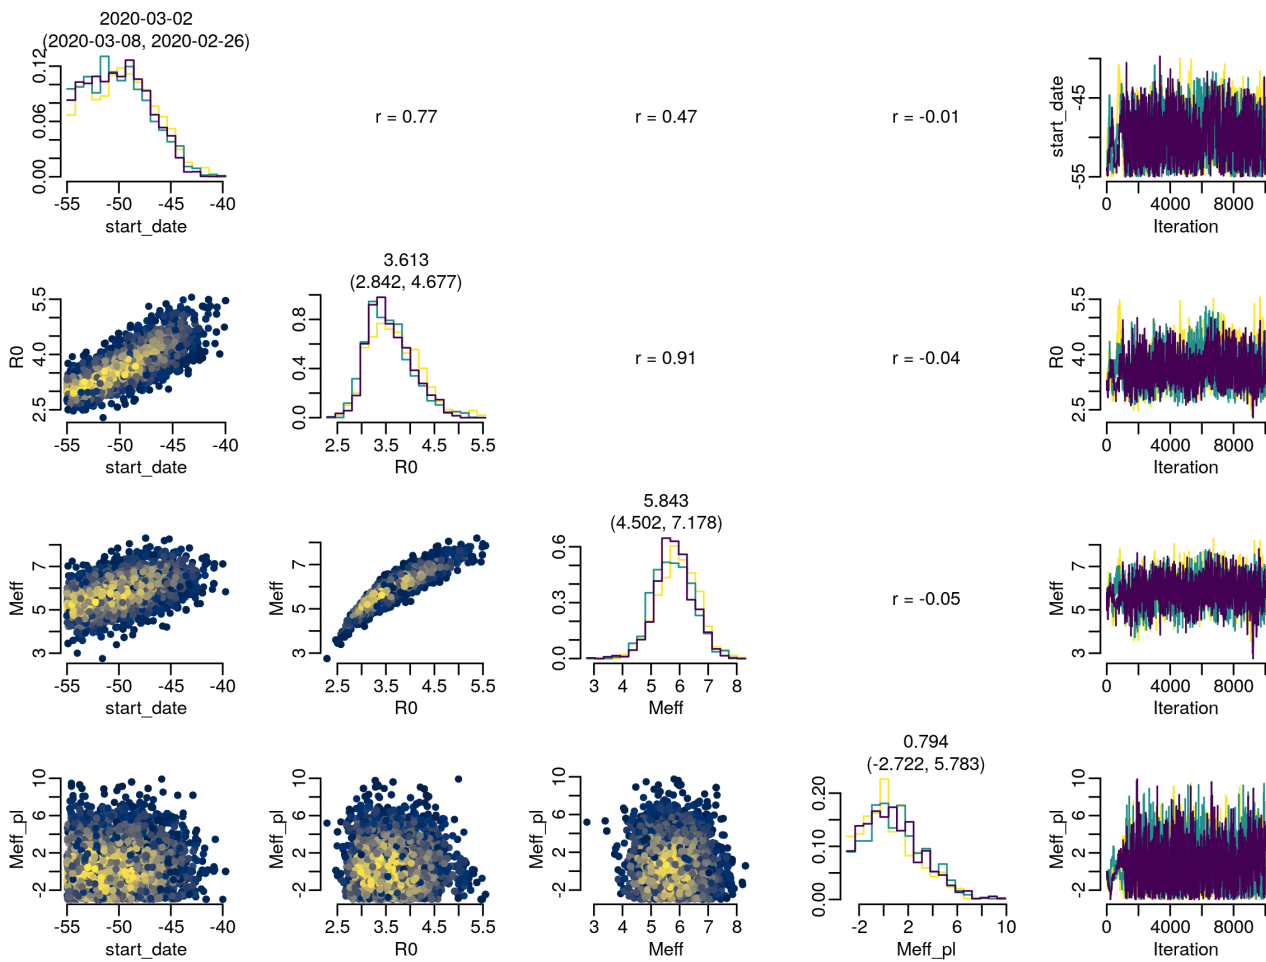 2020-03-02
(2020-03-08, 2020-02-26)
0.00 0.06 0.12
-55 -50 -45 -40
start_date
r = 0.77
r = 0.47
r = -0.01
start_date
-55 -45
0 4000 8000
Iteration
R0
2.5 4.0 5.5
-55 -50 -45 -40
start_date
3.613
(2.842, 4.677)
0.0 0.4 0.8
2.5 3.5 4.5 5.5
R0
r = 0.91
r = -0.04
R0
2.5 4.0 5.5
0 4000 8000
Iteration
Meff
3 5 7
-55 -50 -45 -40
start_date
Meff
3 5 7
2.5 3.5 4.5 5.5
R0
5.843
(4.502, 7.178)
0.0 0.3 0.6
3 4 5 6 7 8
Meff
r = -0.05
Meff
3 5 7
0 4000 8000
Iteration
Meff_pl
-2 2 6 10
-55 -50 -45 -40
start_date
Meff_pl
-2 2 6 10
2.5 3.5 4.5 5.5
R0
Meff_pl
-2 2 6 10
3 4 5 6 7 8
Meff
0.794
(-2.722, 5.783)
0.00 0.10 0.20
-2 2 6 10
Meff_pl
Meff_pl
-2 2 6 10
0 4000 8000
Iteration